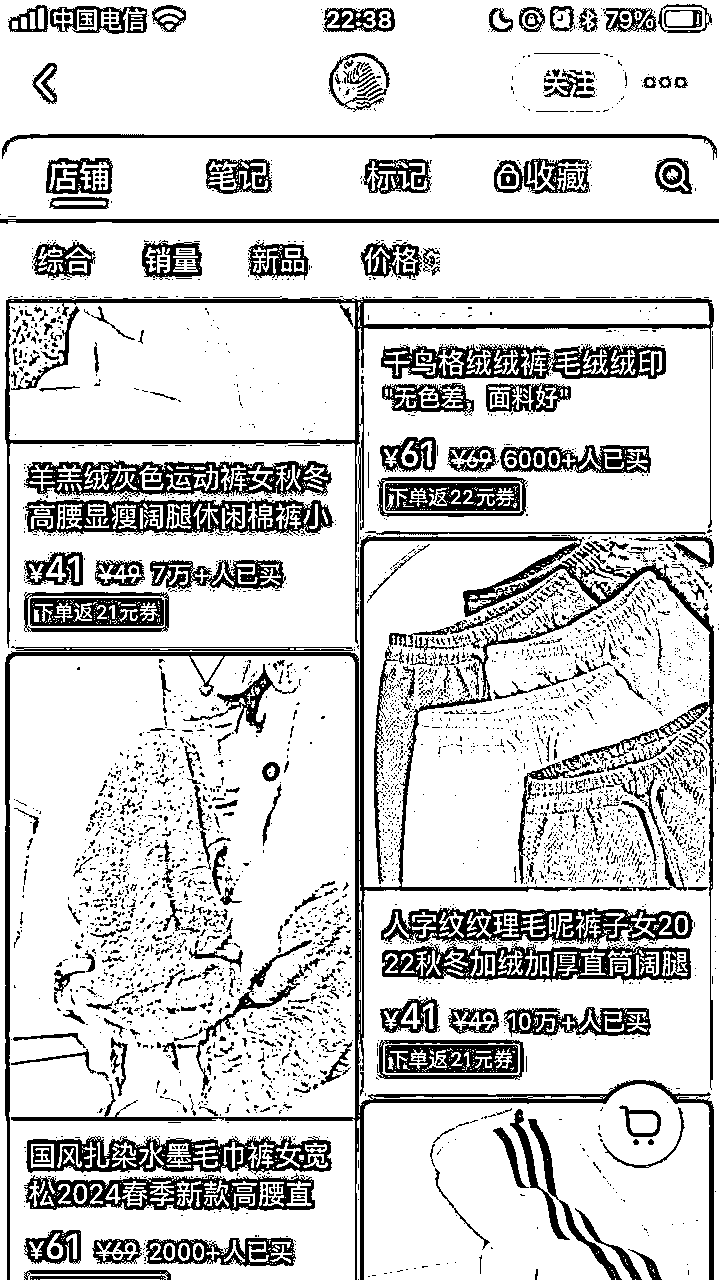 中国电信 22:38 79%
关注
店铺 笔记 标记 收藏
综合 销量 新品 价格
羊羔绒灰色运动裤女秋冬
高腰显瘦阔腿休闲棉裤小
¥41 ¥49 7万+人已买
下单返21元券
国风扎染水墨毛巾裤女宽
松2024春季新款高腰直
¥61 ¥69 2000+人已买
千鸟格绒绒裤 毛绒绒印
"无色差，面料好"
¥61 ¥69 6000+人已买
下单返22元券
人字纹纹理毛呢裤子女20
22秋冬加绒加厚直筒阔腿
¥41 ¥49 10万+人已买
下单返21元券